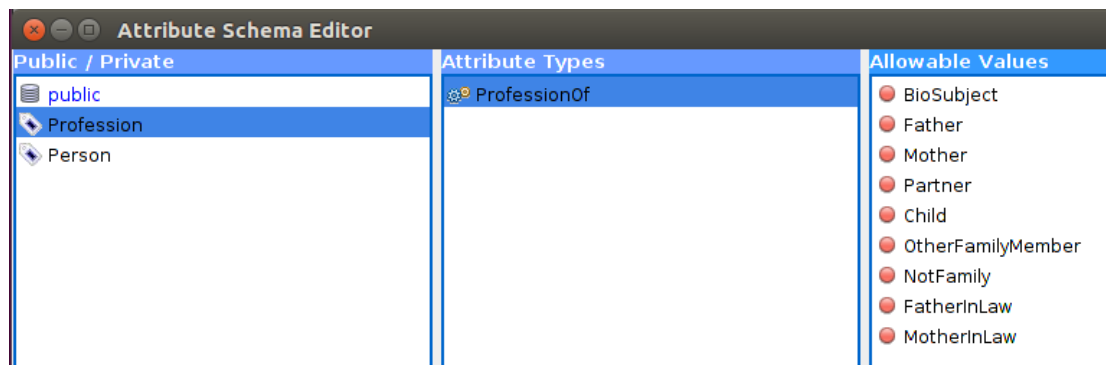 Attribute Schema Editor
Public / Private
public
Profession
Person
Attribute Types
ProfessionOf
Allowable Values
BioSubject
Father
Mother
Partner
Child
OtherFamilyMember
NotFamily
FatherInLaw
MotherInLaw